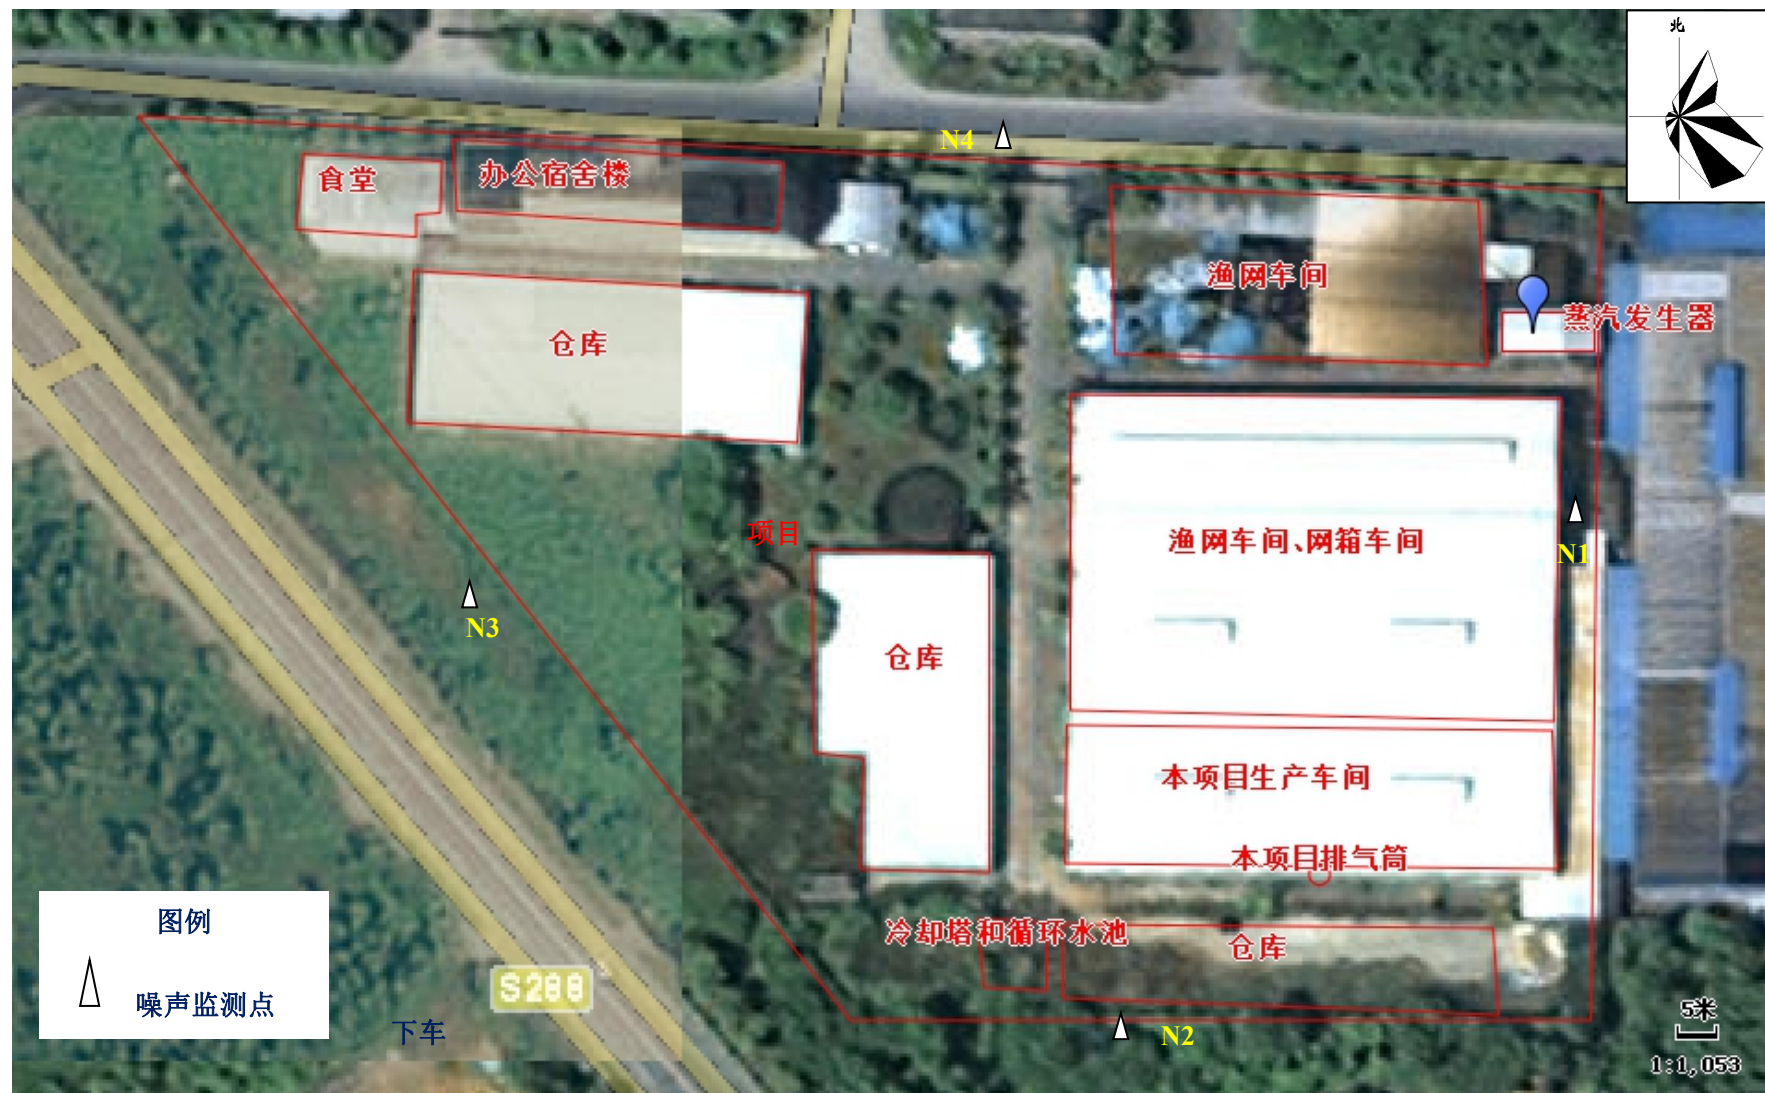 北
N4
食堂
办公宿舍楼
渔网车间
蒸汽发生器
仓库
项目
渔网车间、网箱车间
N1
N3
仓库
本项目生产车间
本项目排气筒
冷却塔和循环水池
仓库
图例
噪声监测点
S288
下车
N2
5米
1:1,053